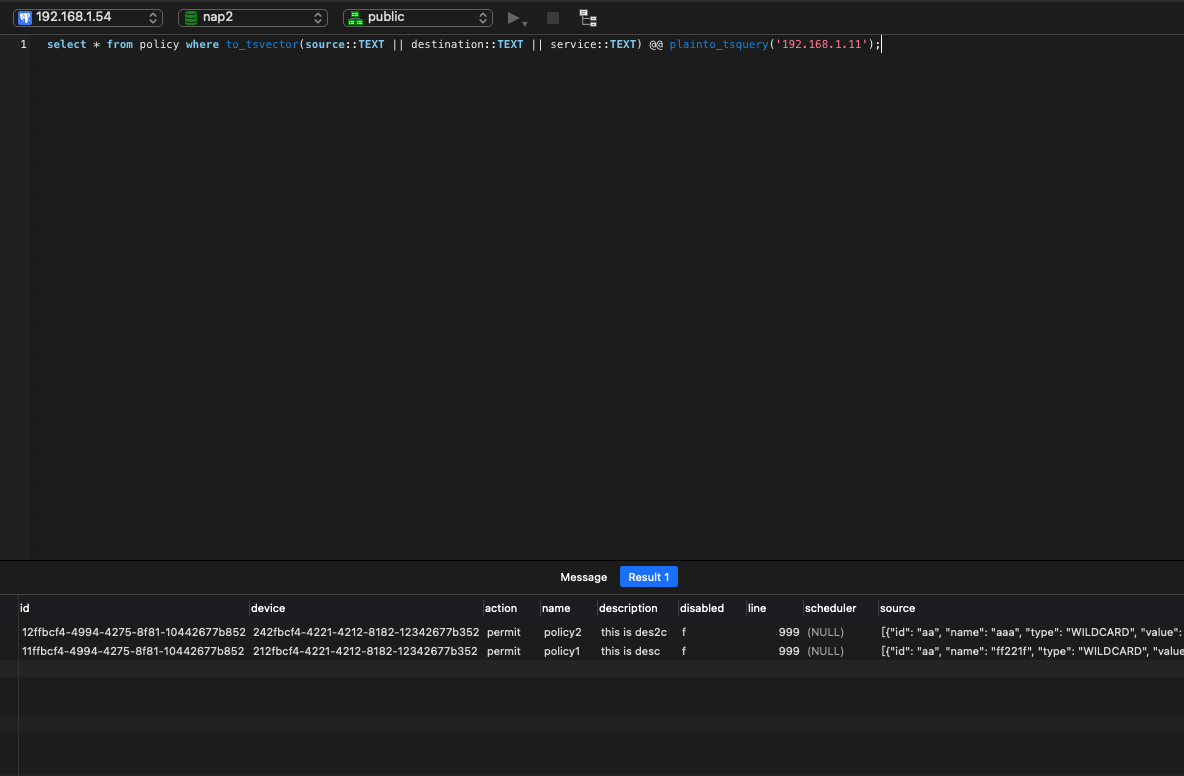 192.168.1.54 nap2 public
1 select * from policy where to_tsvector(source::TEXT || destination::TEXT || service::TEXT) @@ plainto_tsquery('192.168.1.11');
Message Result 1
id device action name description disabled line scheduler source
12ffbcf4-4994-4275-8f81-10442677b852 242fbcf4-4221-4212-8182-12342677b352 permit policy2 this is des2c f 999 (NULL) [{"id": "aa", "name": "aaa", "type": "WILDCARD", "value":
11ffbcf4-4994-4275-8f81-10442677b852 212fbcf4-4221-4212-8182-12342677b352 permit policy1 this is desc f 999 (NULL) [{"id": "aa", "name": "ff221f", "type": "WILDCARD", "value